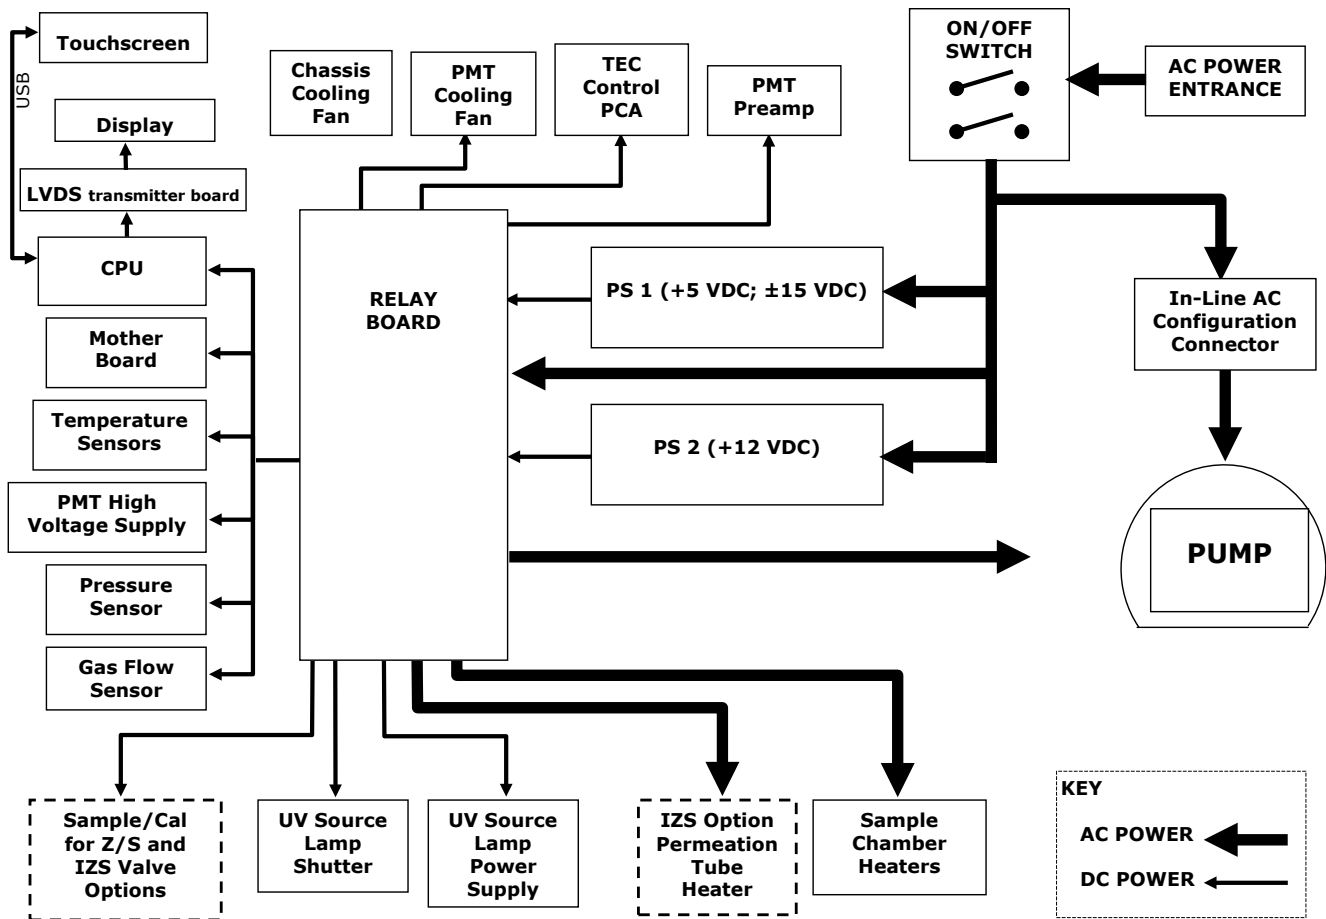 Touchscreen
USB
Display
LVDS transmitter board
CPU
Mother
Board
Temperature
Sensors
PMT High
Voltage Supply
Pressure
Sensor
Gas Flow
Sensor
Chassis
Cooling
Fan
PMT
Cooling
Fan
TEC
Control
PCA
PMT
Preamp
ON/OFF
SWITCH
AC POWER
ENTRANCE
RELAY
BOARD
PS 1 (+5 VDC; ±15 VDC)
PS 2 (+12 VDC)
In-Line AC
Configuration
Connector
PUMP
Sample/Cal
for Z/S and
IZS Valve
Options
UV Source
Lamp
Shutter
UV Source
Lamp
Power
Supply
IZS Option
Permeation
Tube
Heater
Sample
Chamber
Heaters
KEY
AC POWER
DC POWER